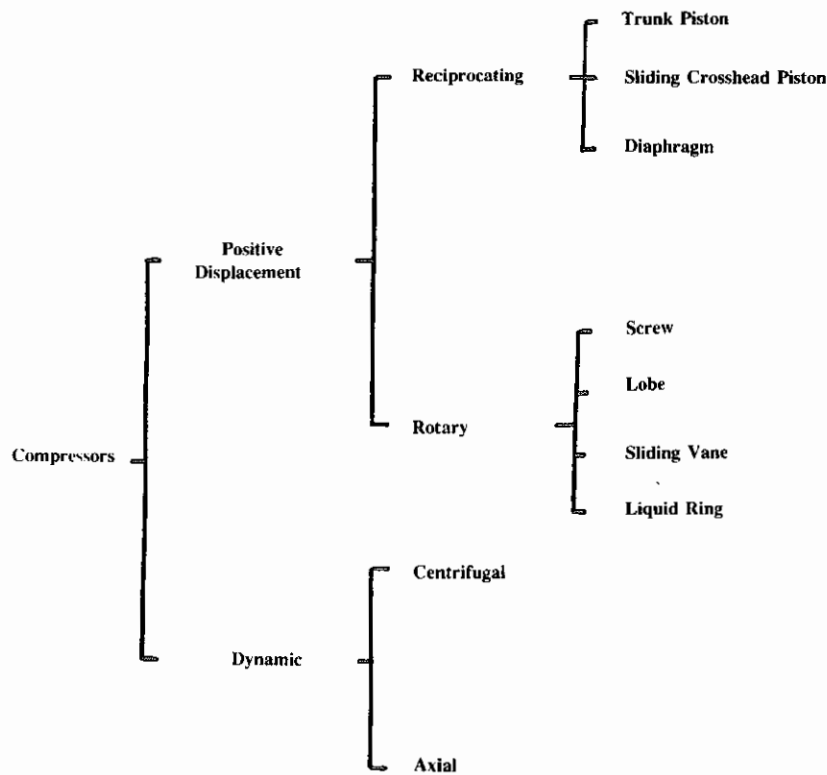 Trunk Piston
Reciprocating
Sliding Crosshead Piston
Diaphragm
Positive
Displacement
Screw
Lobe
Rotary
Compressors
Sliding Vane
Liquid Ring
Centrifugal
Dynamic
Axial